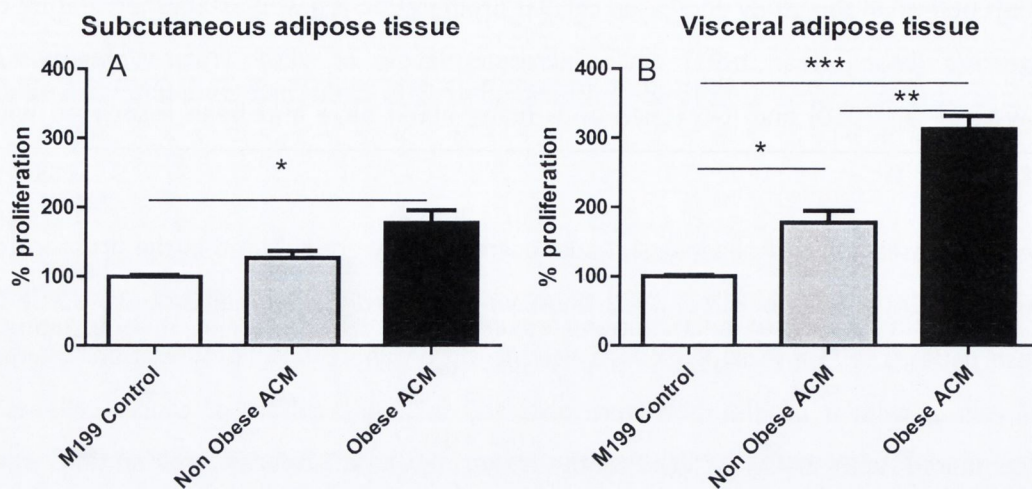 Subcutaneous adipose tissue
A
% proliferation
400
300
200
100
0
*
M199 Control
Non Obese ACM
Obese ACM
Visceral adipose tissue
B
% proliferation
400
300
200
100
0
***
**
*
M199 Control
Non Obese ACM
Obese ACM